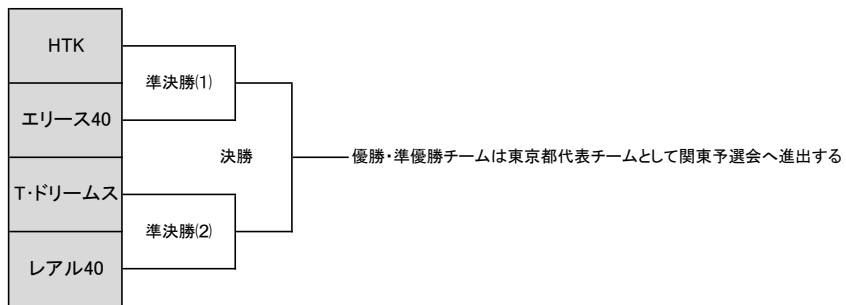 HTK
準決勝(1)
エリース40
決勝
優勝・準優勝チームは東京都代表チームとして関東予選会へ進出する
T・ドリームス
準決勝(2)
レアル40